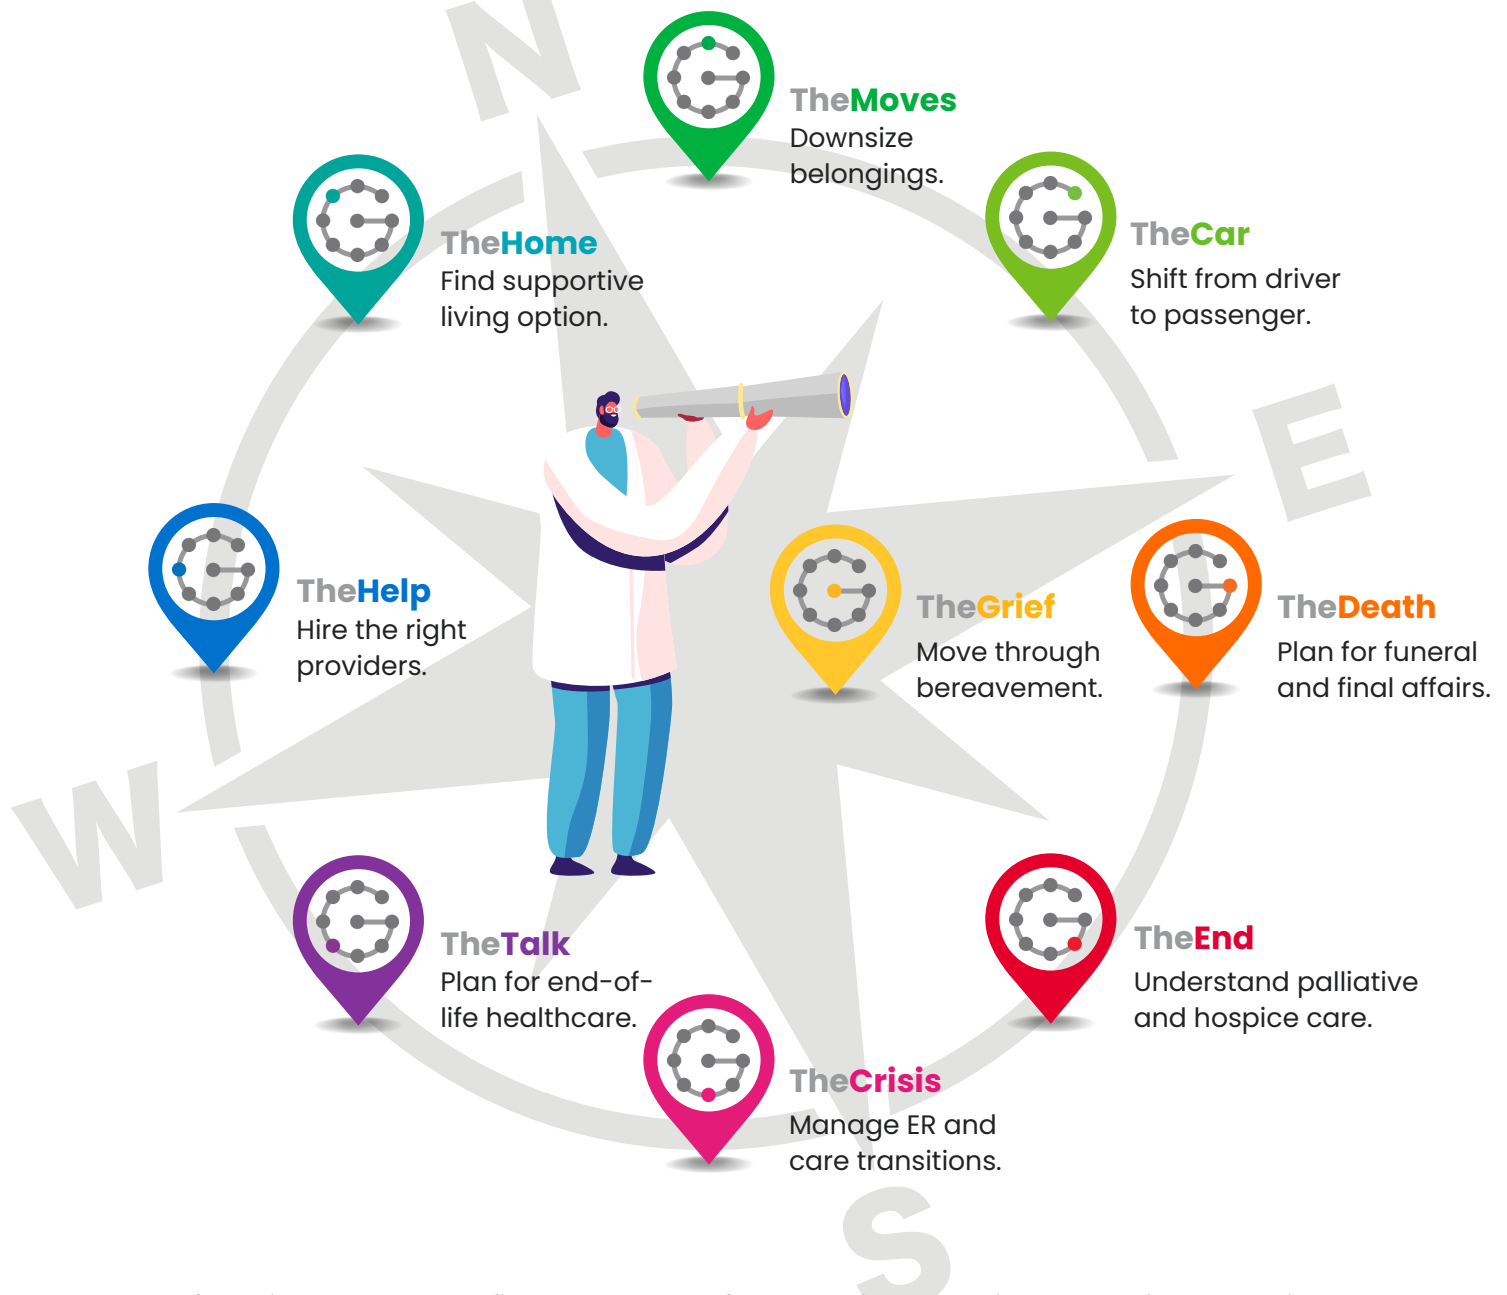 N
TheMoves
Downsize
belongings.
TheHome
Find supportive
living option.
TheCar
Shift from driver
to passenger.
E
TheHelp
Hire the right
providers.
TheGrief
Move through
bereavement.
TheDeath
Plan for funeral
and final affairs.
W
TheTalk
Plan for end-of-
life healthcare.
TheEnd
Understand palliative
and hospice care.
TheCrisis
Manage ER and
care transitions.
S